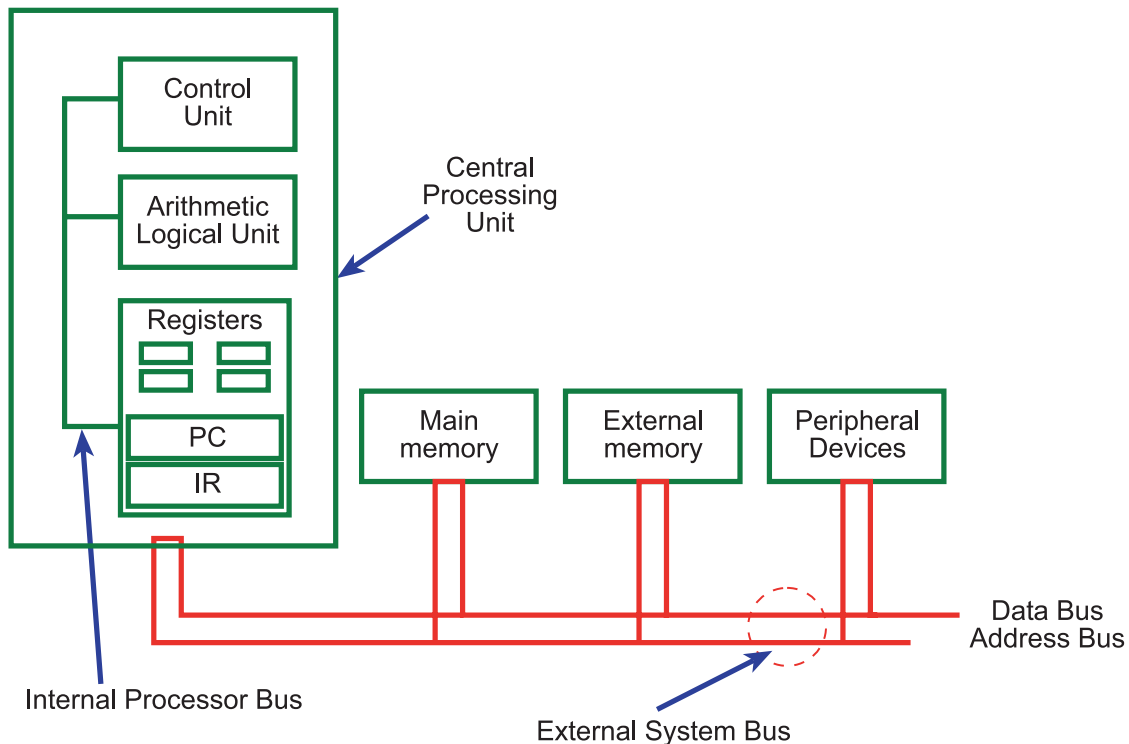 Control
Unit
Central
Processing
Unit
Arithmetic
Logical Unit
Registers
PC
IR
Main
memory
External
memory
Peripheral
Devices
Data Bus
Address Bus
Internal Processor Bus
External System Bus